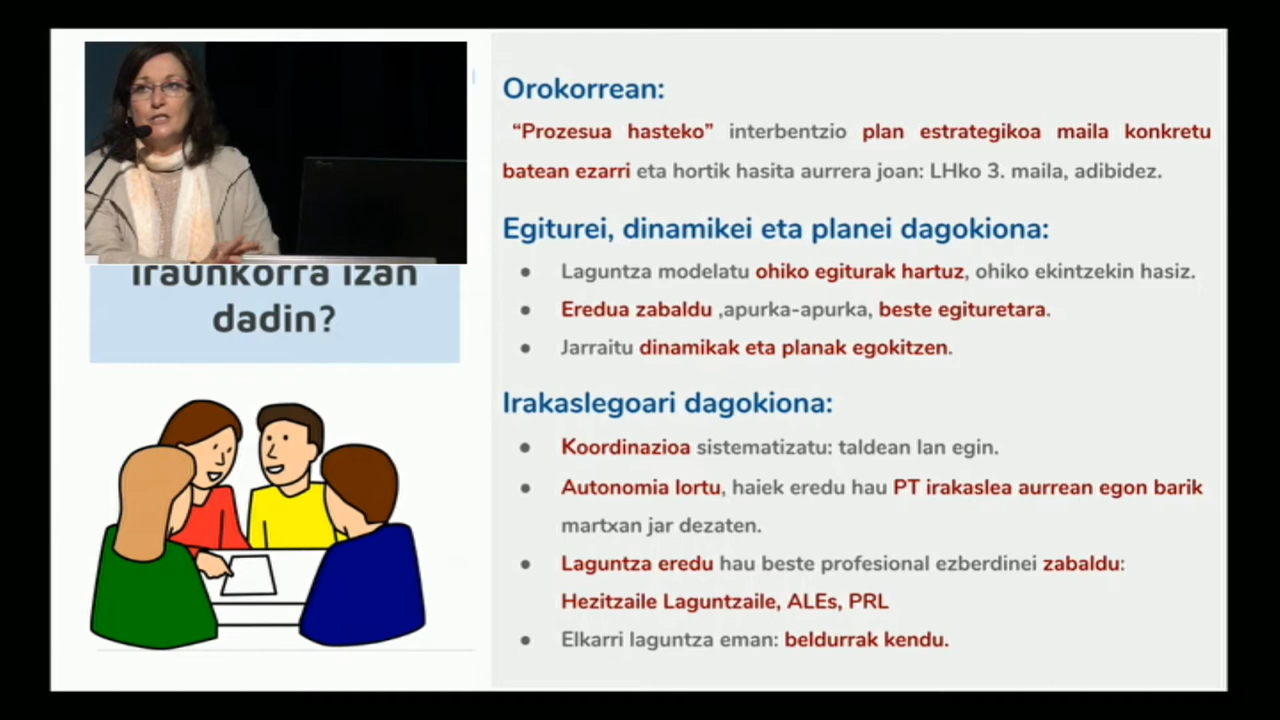 Iraunkorra izan
dadin?
Orokorrean:
“Prozesua hasteko” interbentzio plan estrategikoa maila konkretu
batean ezarri eta hortik hasita aurrera joan: LHko 3. maila, adibidez.
Egiturei, dinamikei eta planei dagokiona:
● Laguntza modelatu ohiko egiturak hartuz, ohiko ekintzekin hasiz.
● Eredua zabaldu ,apurka-apurka, beste egituretara.
● Jarraitu dinamikak eta planak egokitzen.
Irakaslegoari dagokiona:
● Koordinazioa sistematizatu: taldean lan egin.
● Autonomia lortu, haiek eredu hau PT irakaslea aurrean egon barik
martxan jar dezaten.
● Laguntza eredu hau beste profesional ezberdinei zabaldu:
Hezitzaile Laguntzaile, ALEs, PRL
● Elkarri laguntza eman: beldurrak kendu.